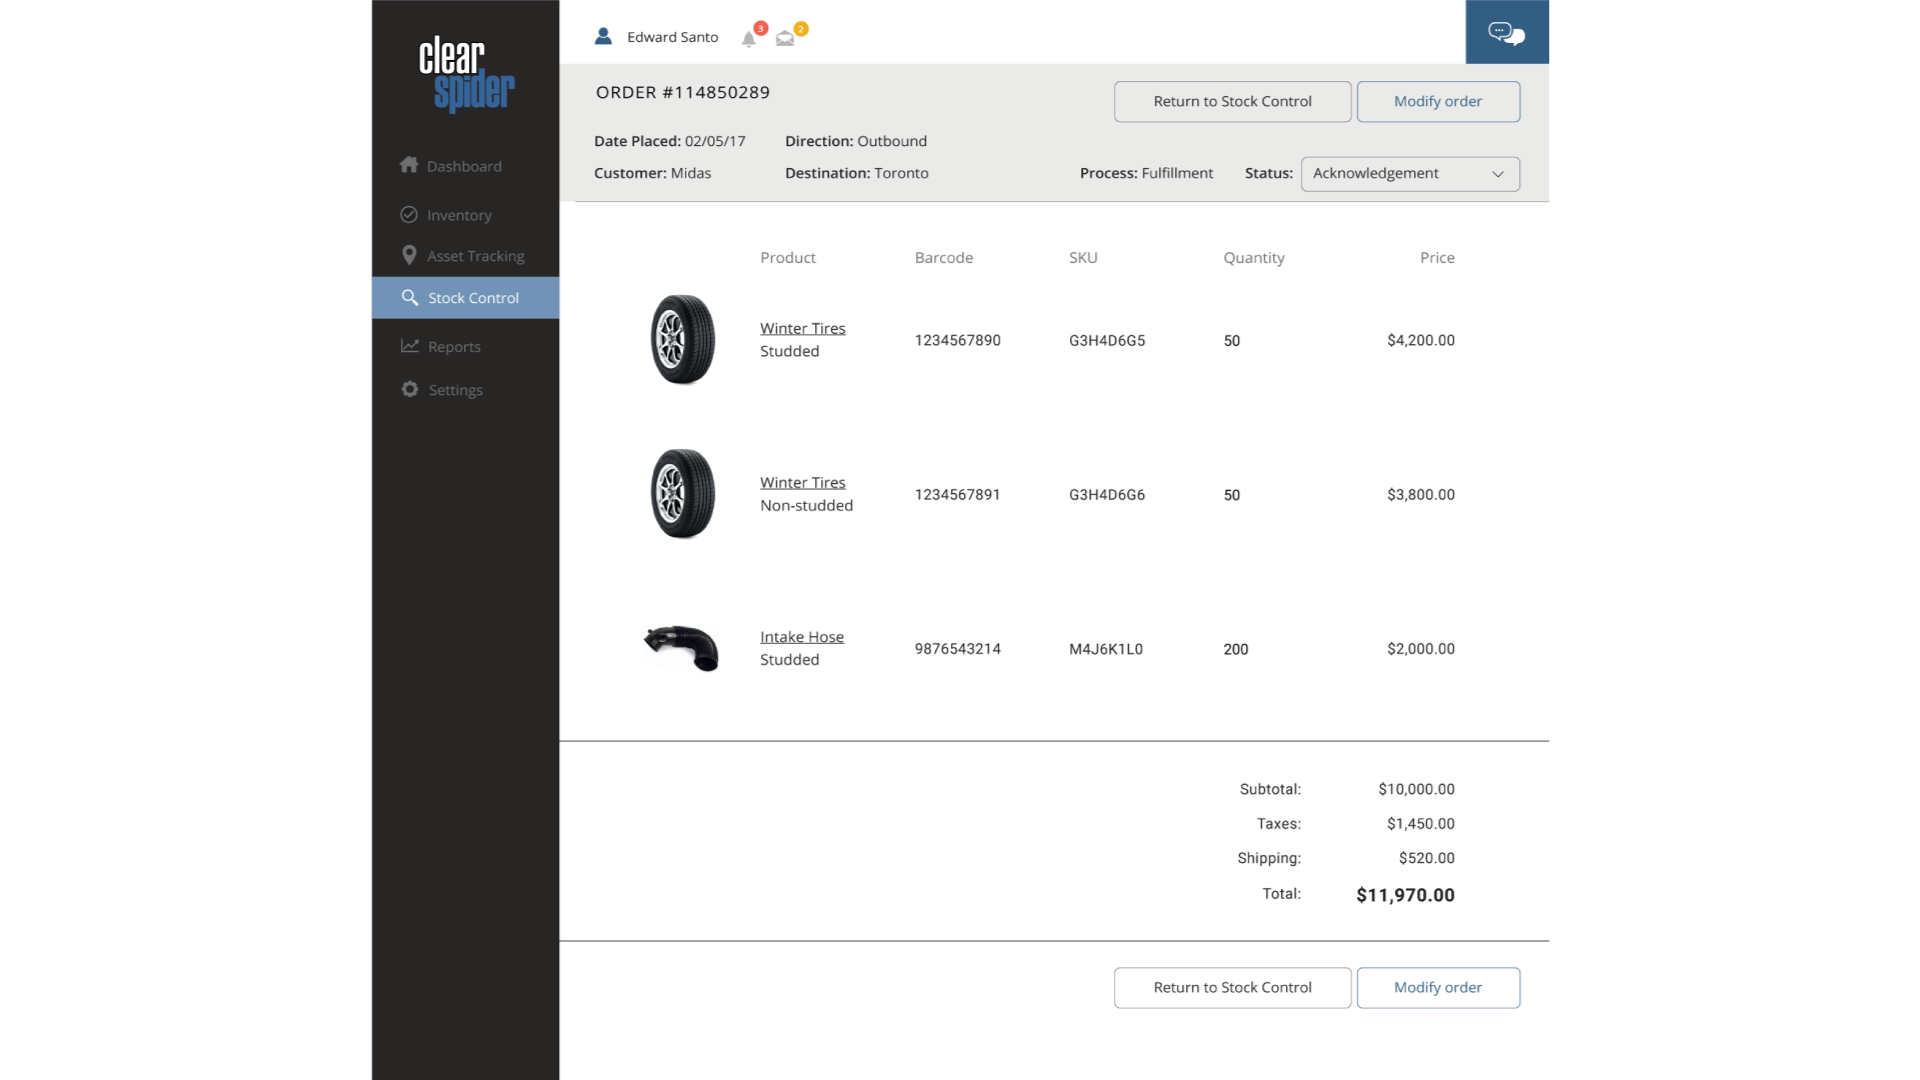 clear
spider
Dashboard
Inventory
Asset Tracking
Stock Control
Reports
Settings
Edward Santo 3 2
ORDER #114850289
Return to Stock Control Modify order
Date Placed: 02/05/17 Direction: Outbound
Customer: Midas Destination: Toronto Process: Fulfillment Status: Acknowledgement
Product Barcode SKU Quantity Price
Winter Tires
Studded 1234567890 G3H4D6G5 50 $4,200.00
Winter Tires
Non-studded 1234567891 G3H4D6G6 50 $3,800.00
Intake Hose
Studded 9876543214 M4J6K1L0 200 $2,000.00
Subtotal: $10,000.00
Taxes: $1,450.00
Shipping: $520.00
Total: $11,970.00
Return to Stock Control Modify order